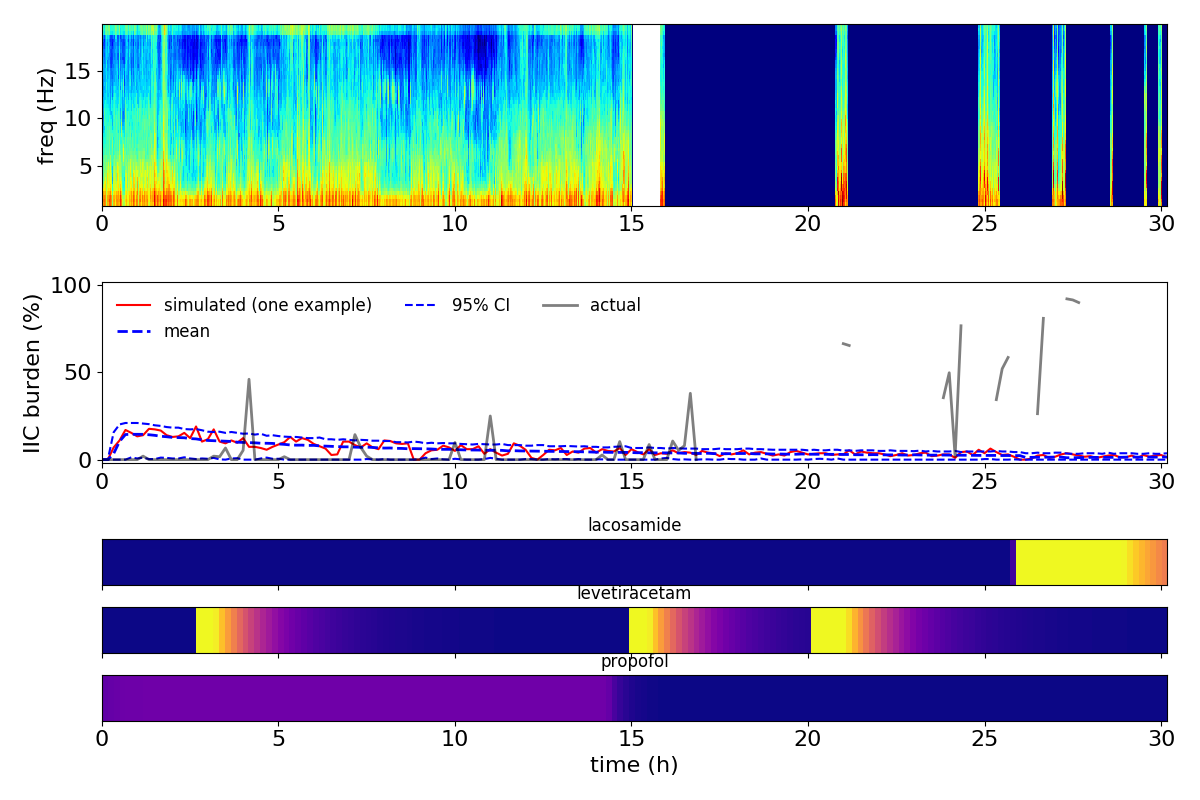 freq (Hz)
15
10
5
0 5 10 15 20 25 30
IIC burden (%)
100
50
0
simulated (one example)
mean
95% CI
actual
0 5 10 15 20 25 30
lacosamide
levetiracetam
propofol
0 5 10 15 20 25 30
time (h)